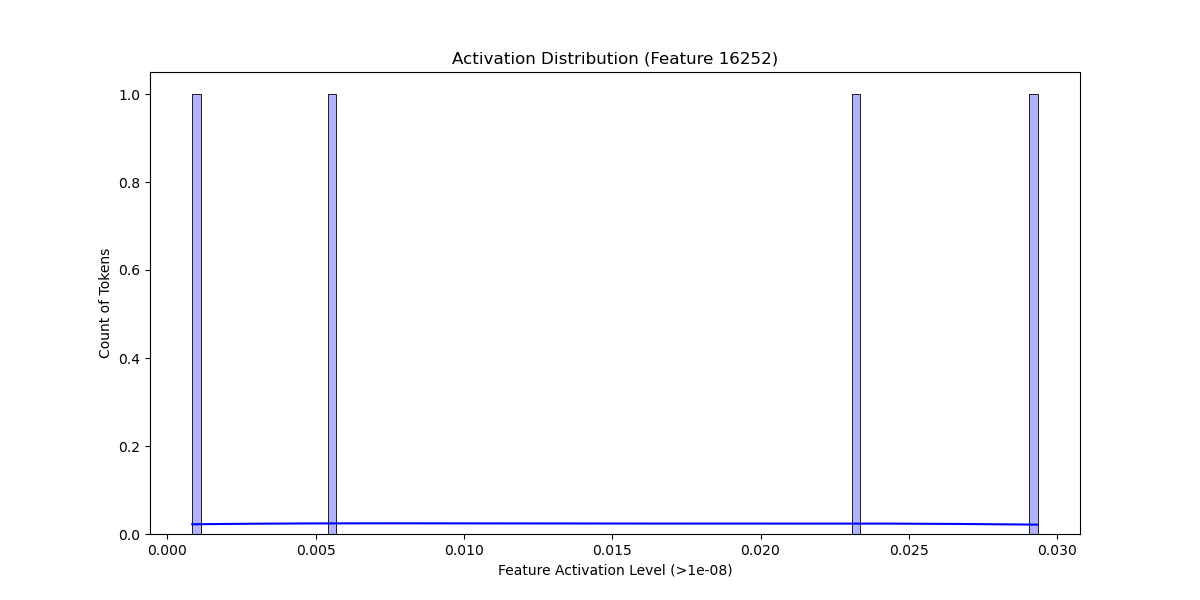 Activation Distribution (Feature 16252)
Count of Tokens
1.0
0.8
0.6
0.4
0.2
0.0
0.000 0.005 0.010 0.015 0.020 0.025 0.030
Feature Activation Level (>1e-08)